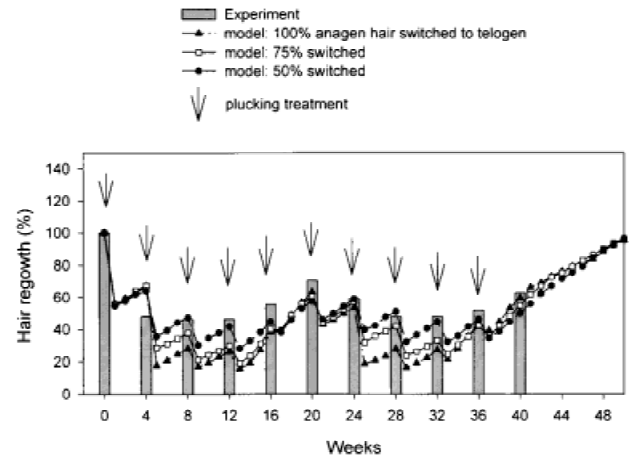 Experiment
model: 100% anagen hair switched to telogen
model: 75% switched
model: 50% switched
plucking treatment
Hair regrowth (%)
140
120
100
80
60
40
20
0
0 4 8 12 16 20 24 28 32 36 40 44 48
Weeks